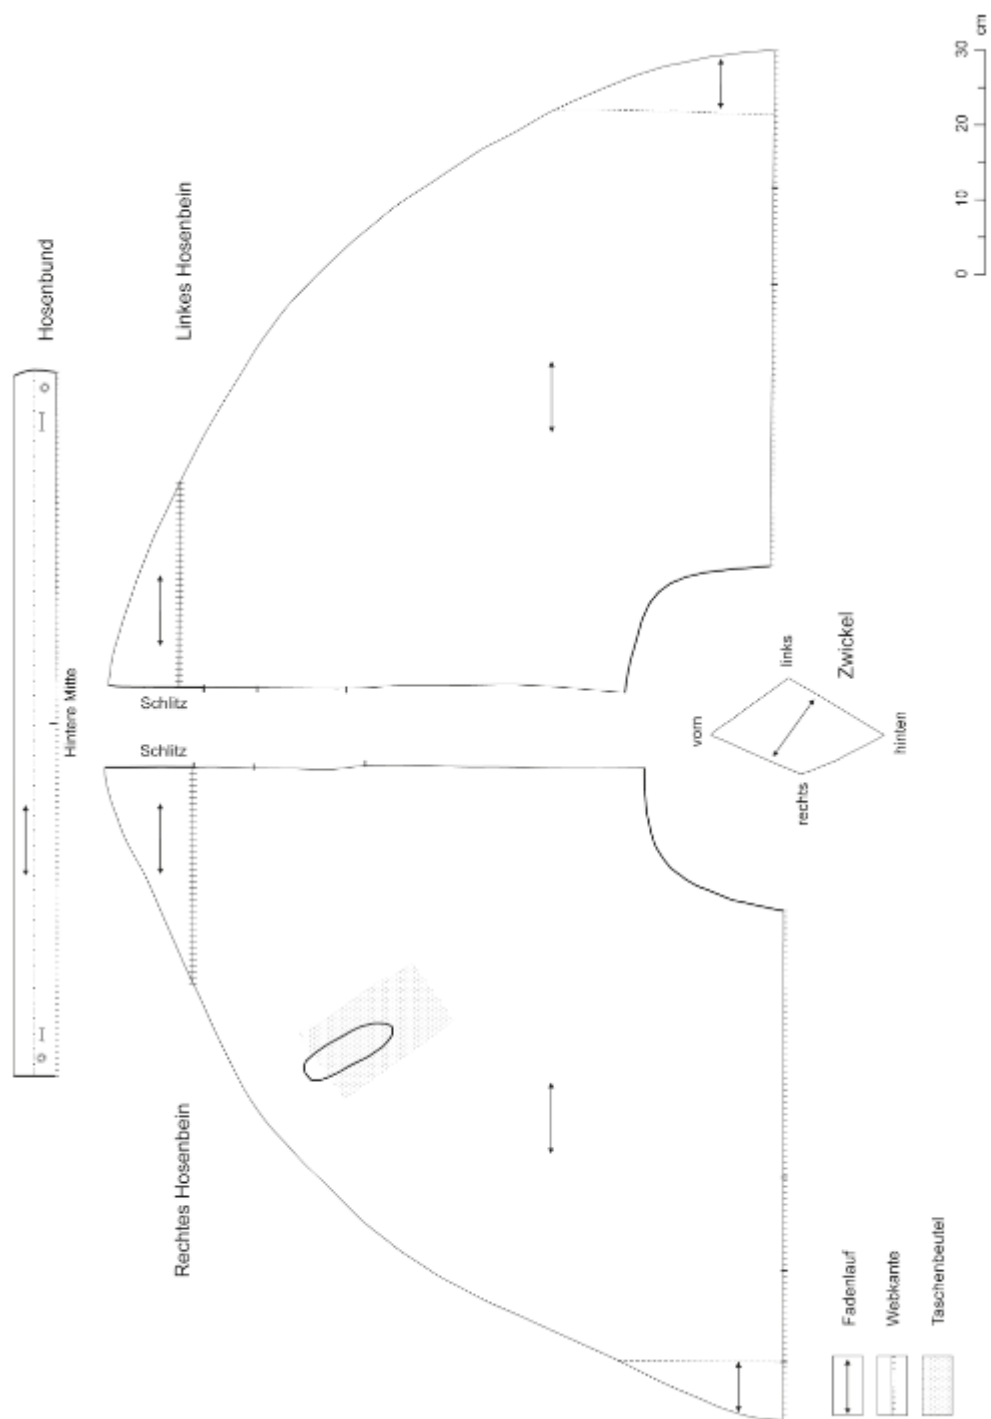 Hosenbund
Hintere Mitte
Linkes Hosenbein
Schlitz
Schlitz
Rechtes Hosenbein
vorn
links
rechts
hinten
Zwickel
Fadenlauf
Webkante
Taschenbeutel
0 10 20 30 cm